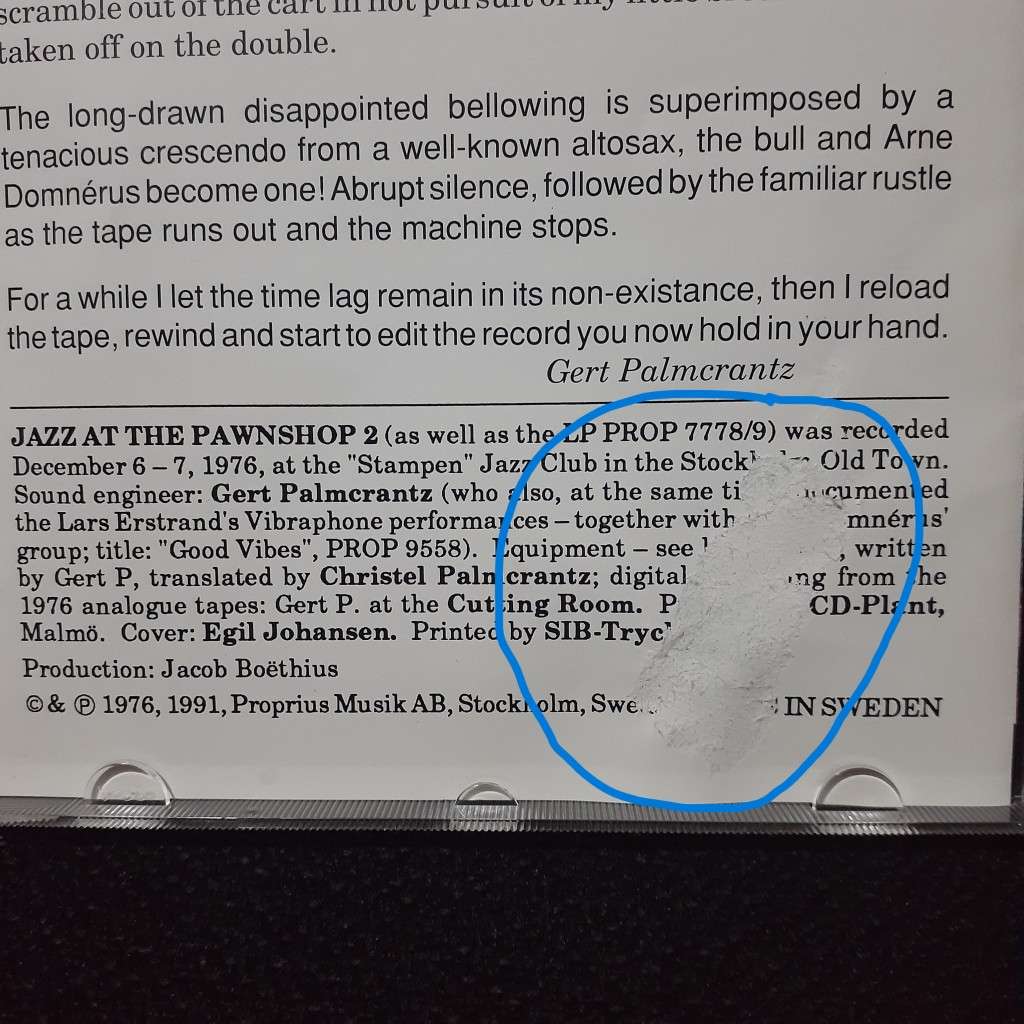 scramble out of the cart in hot pursuit of my little
taken off on the double.
The long-drawn disappointed bellowing is superimposed by a
tenacious crescendo from a well-known altosax, the bull and Arne
Domnérus become one! Abrupt silence, followed by the familiar rustle
as the tape runs out and the machine stops.
For a while I let the time lag remain in its non-existance, then I reload
the tape, rewind and start to edit the record you now hold in your hand.
Gert Palmcrantz
JAZZ AT THE PAWNSHOP 2 (as well as the LP PROP 7778/9) was recorded
December 6 – 7, 1976, at the "Stampen" Jazz Club in the Old Town.
Sound engineer: Gert Palmcrantz (who also, at the same
the Lars Erstrand's Vibraphone performances – together with
group; title: "Good Vibes", PROP 9558). Equipment – see , written
by Gert P, translated by Christel Palmcrantz; digital from the
1976 analogue tapes: Gert P. at the Cutting Room. CD-Plant,
Malmö. Cover: Egil Johansen. Printed by
Production: Jacob Boëthius
© & ℗ 1976, 1991, Proprius Musik AB, Stockholm, IN SWEDEN